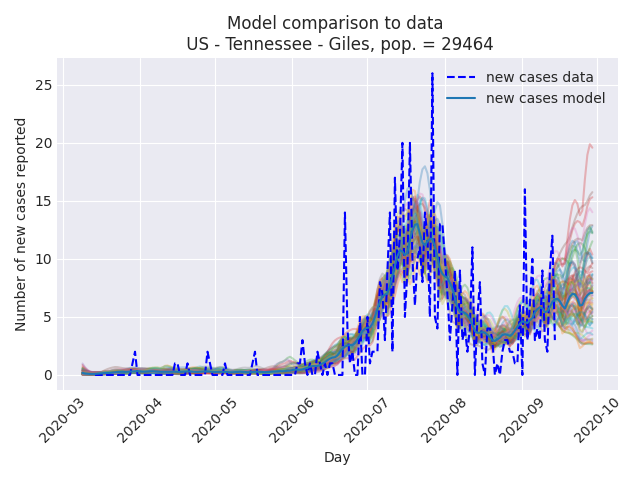 Model comparison to data
US - Tennessee - Giles, pop. = 29464
new cases data
new cases model
Number of new cases reported
25
20
15
10
5
0
2020-03
2020-04
2020-05
2020-06
2020-07
2020-08
2020-09
2020-10
Day